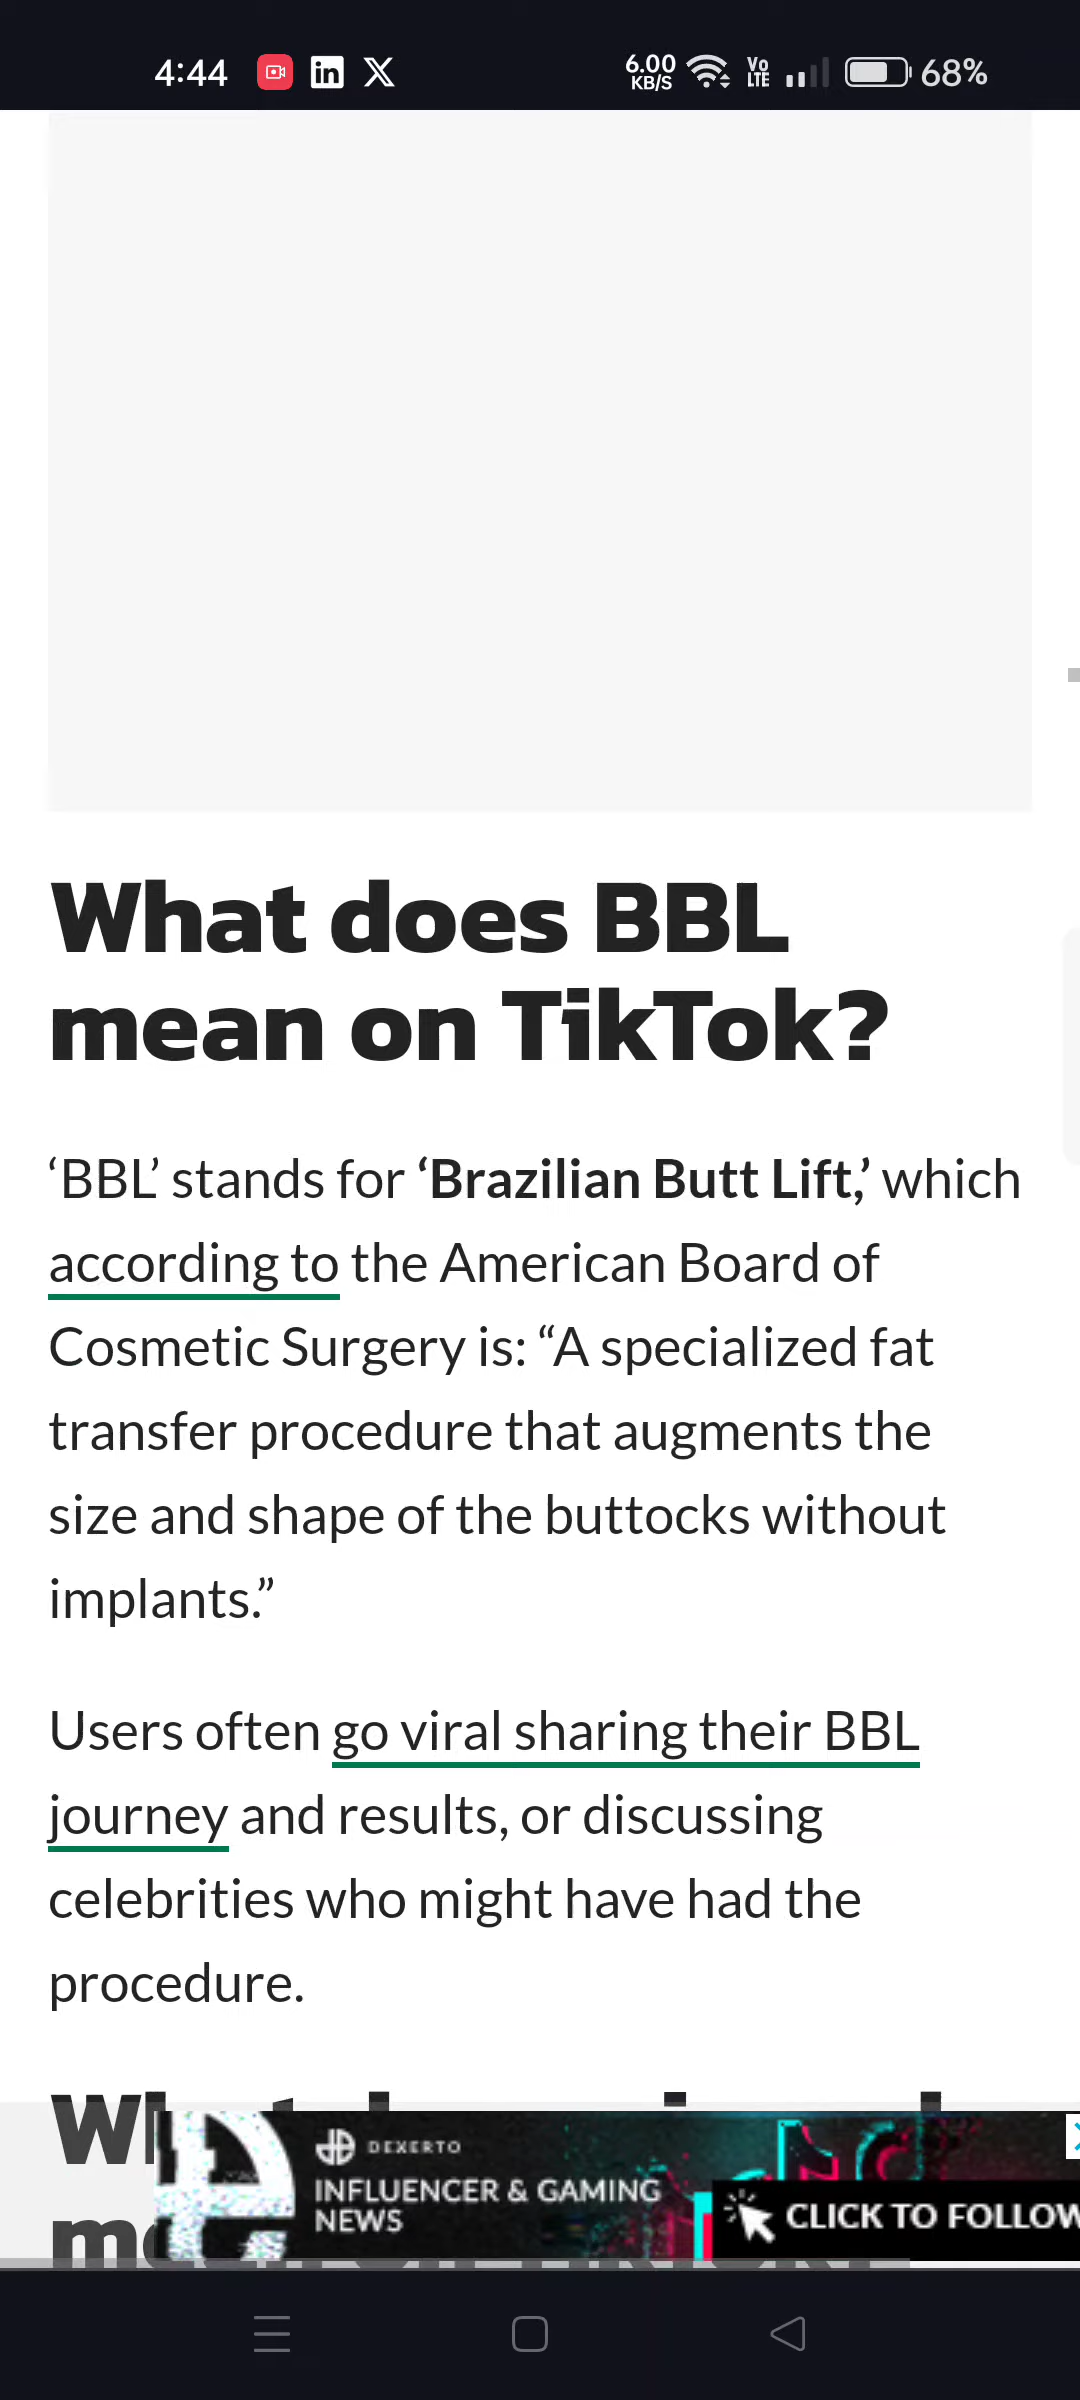 4:44
6.00
KB/S
Vo
LTE
68%
What does BBL
mean on TikTok?
‘BBL’ stands for ‘Brazilian Butt Lift,’ which
according to the American Board of
Cosmetic Surgery is: “A specialized fat
transfer procedure that augments the
size and shape of the buttocks without
implants.”
Users often go viral sharing their BBL
journey and results, or discussing
celebrities who might have had the
procedure.
DEXERTO
INFLUENCER & GAMING
NEWS
CLICK TO FOLLOW